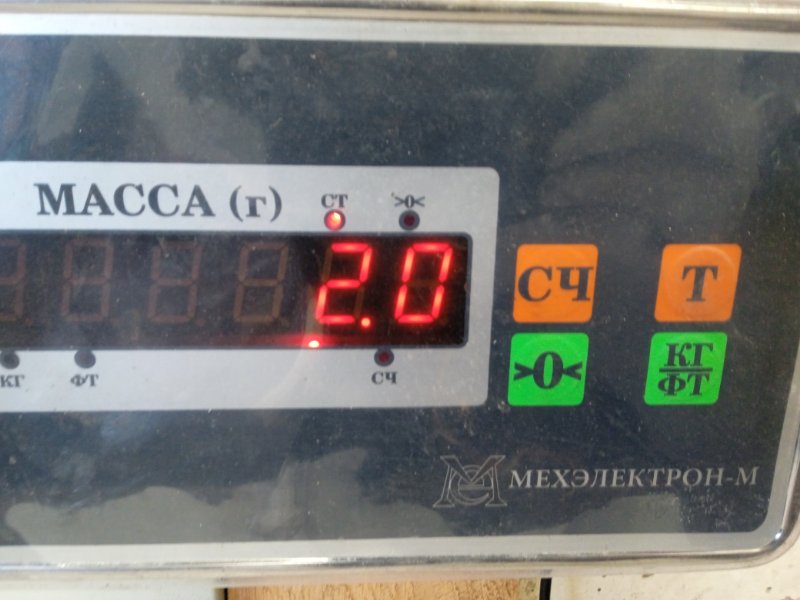 МАССА (г)
СТ
>0<
2.0
КГ
ФТ
СЧ
СЧ
Т
>0<
КГ
ФТ
МЕХЭЛЕКТРОН-М